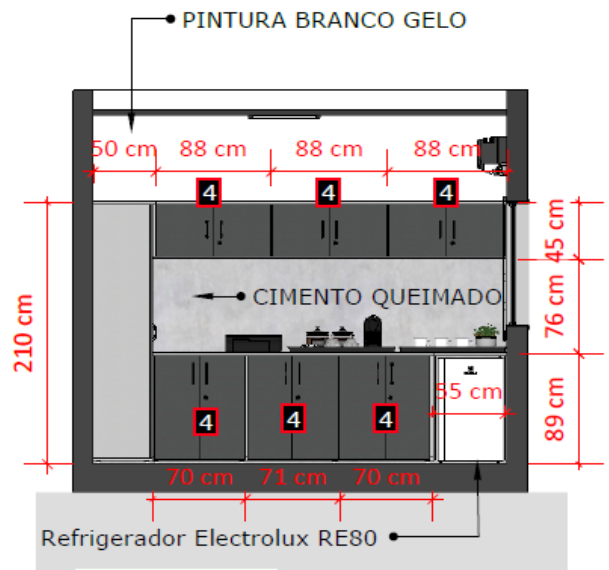 PINTURA BRANCO GELO
50 cm 88 cm 88 cm 88 cm
4 4 4
45 cm
CIMENTO QUEIMADO
76 cm
210 cm
55 cm
4 4 4
89 cm
70 cm 71 cm 70 cm
Refrigerador Electrolux RE80